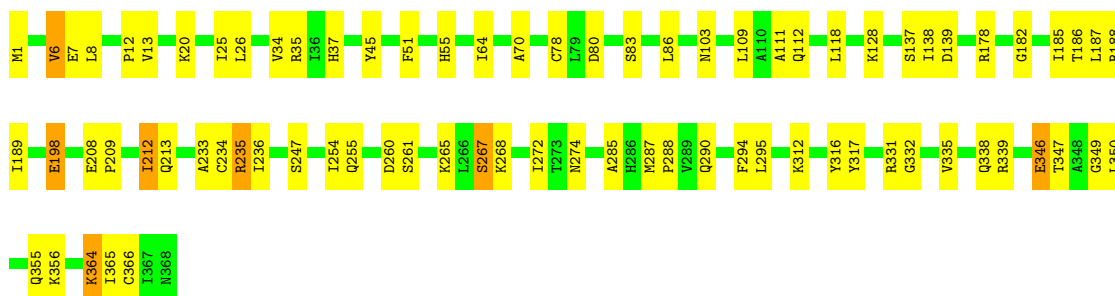 M1 V6 E7 L8 P12 V13 K20 I25 L26 V34 R35 I36 H37 Y45 F51 H55 I64 A70 C78 L79 D80 S83 L86 N103 L109 A110 A111 Q112 L118 K128 S137 I138 D139 R178 G182 I185 T186 L187
I189 E198 E208 P209 I212 Q213 A233 C234 R235 I236 S247 I254 Q255 D260 S261 K265 L266 S267 K268 I272 T273 N274 A285 H286 M287 P288 V289 Q290 F294 L295 K312 Y316 Y317 R331 G332 V335 Q338 R339 E346 T347 A348 G349
Q355 K356 K364 I365 C366 I367 N368